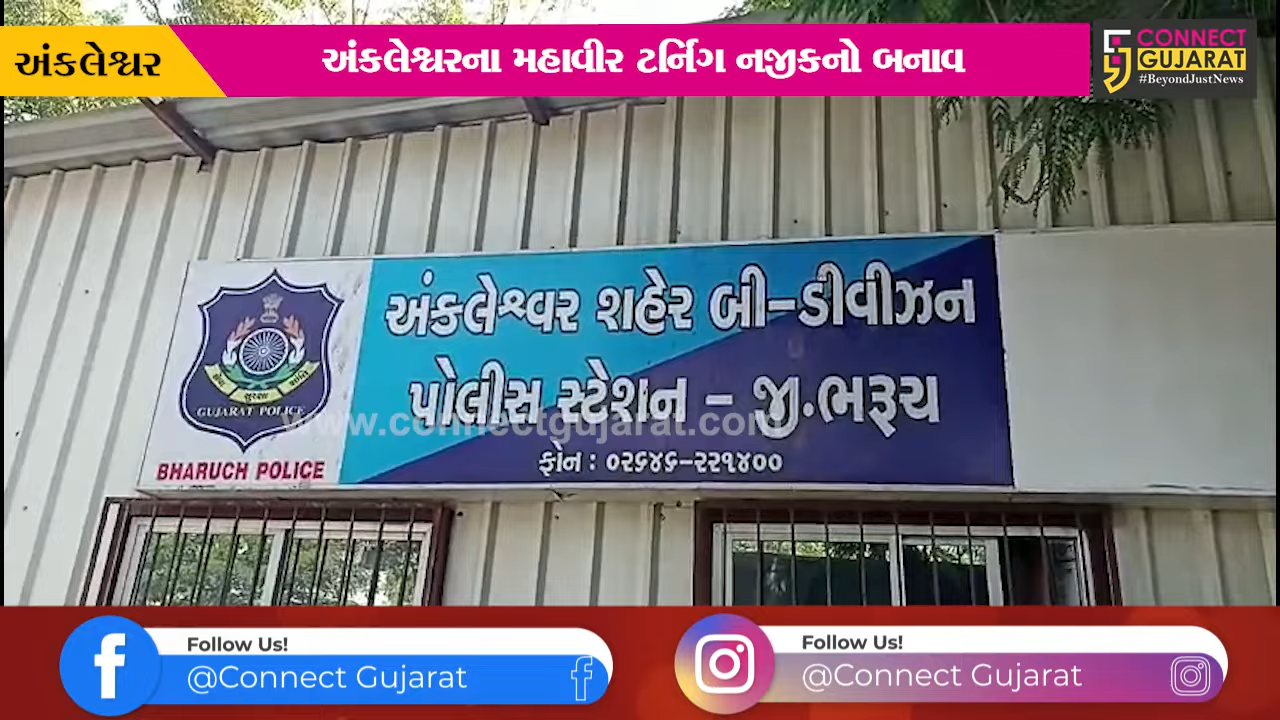 અંકલેશ્વર
અંકલેશ્વરના મહાવીર ટર્નિંગ નજીકનો બનાવ
CONNECT
GUJARAT
#BeyondJustNews
અંકલેશ્વર શહેર બી-ડીવીઝન
પોલીસ સ્ટેશન - જી.ભરૂચ
ફોન : ૦૨૬૪૬-૨૨૧૪૦૦
સેવા સુરક્ષા શાંતિ
GUJARAT POLICE
BHARUCH POLICE
www.connectgujarat.com
Follow Us!
@Connect Gujarat
Follow Us!
@Connect Gujarat